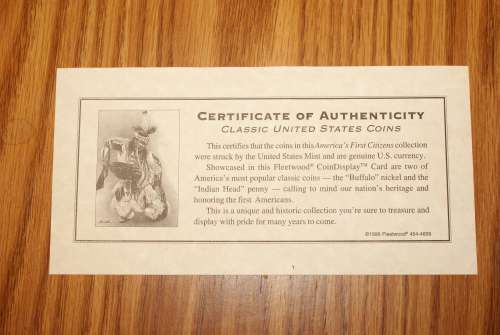 CERTIFICATE OF AUTHENTICITY
CLASSIC UNITED STATES COINS
This certifies that the coins in this America's First Citizens collection
were struck by the United States Mint and are genuine U.S. currency.
Showcased in this Fleetwood® CoinDisplay™ Card are two of
America's most popular classic coins — the "Buffalo" nickel and the
"Indian Head" penny — calling to mind our nation's heritage and
honoring the first Americans.
This is a unique and historic collection you're sure to treasure and
display with pride for many years to come.
Fleetwood®